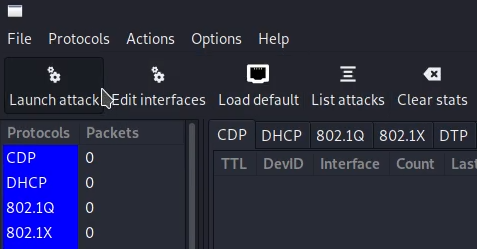 File Protocols Actions Options Help
Launch attack Edit interfaces Load default List attacks Clear stats
Protocols Packets CDP DHCP 802.1Q 802.1X DTP
CDP 0 TTL DevID Interface Count Last
DHCP 0
802.1Q 0
802.1X 0